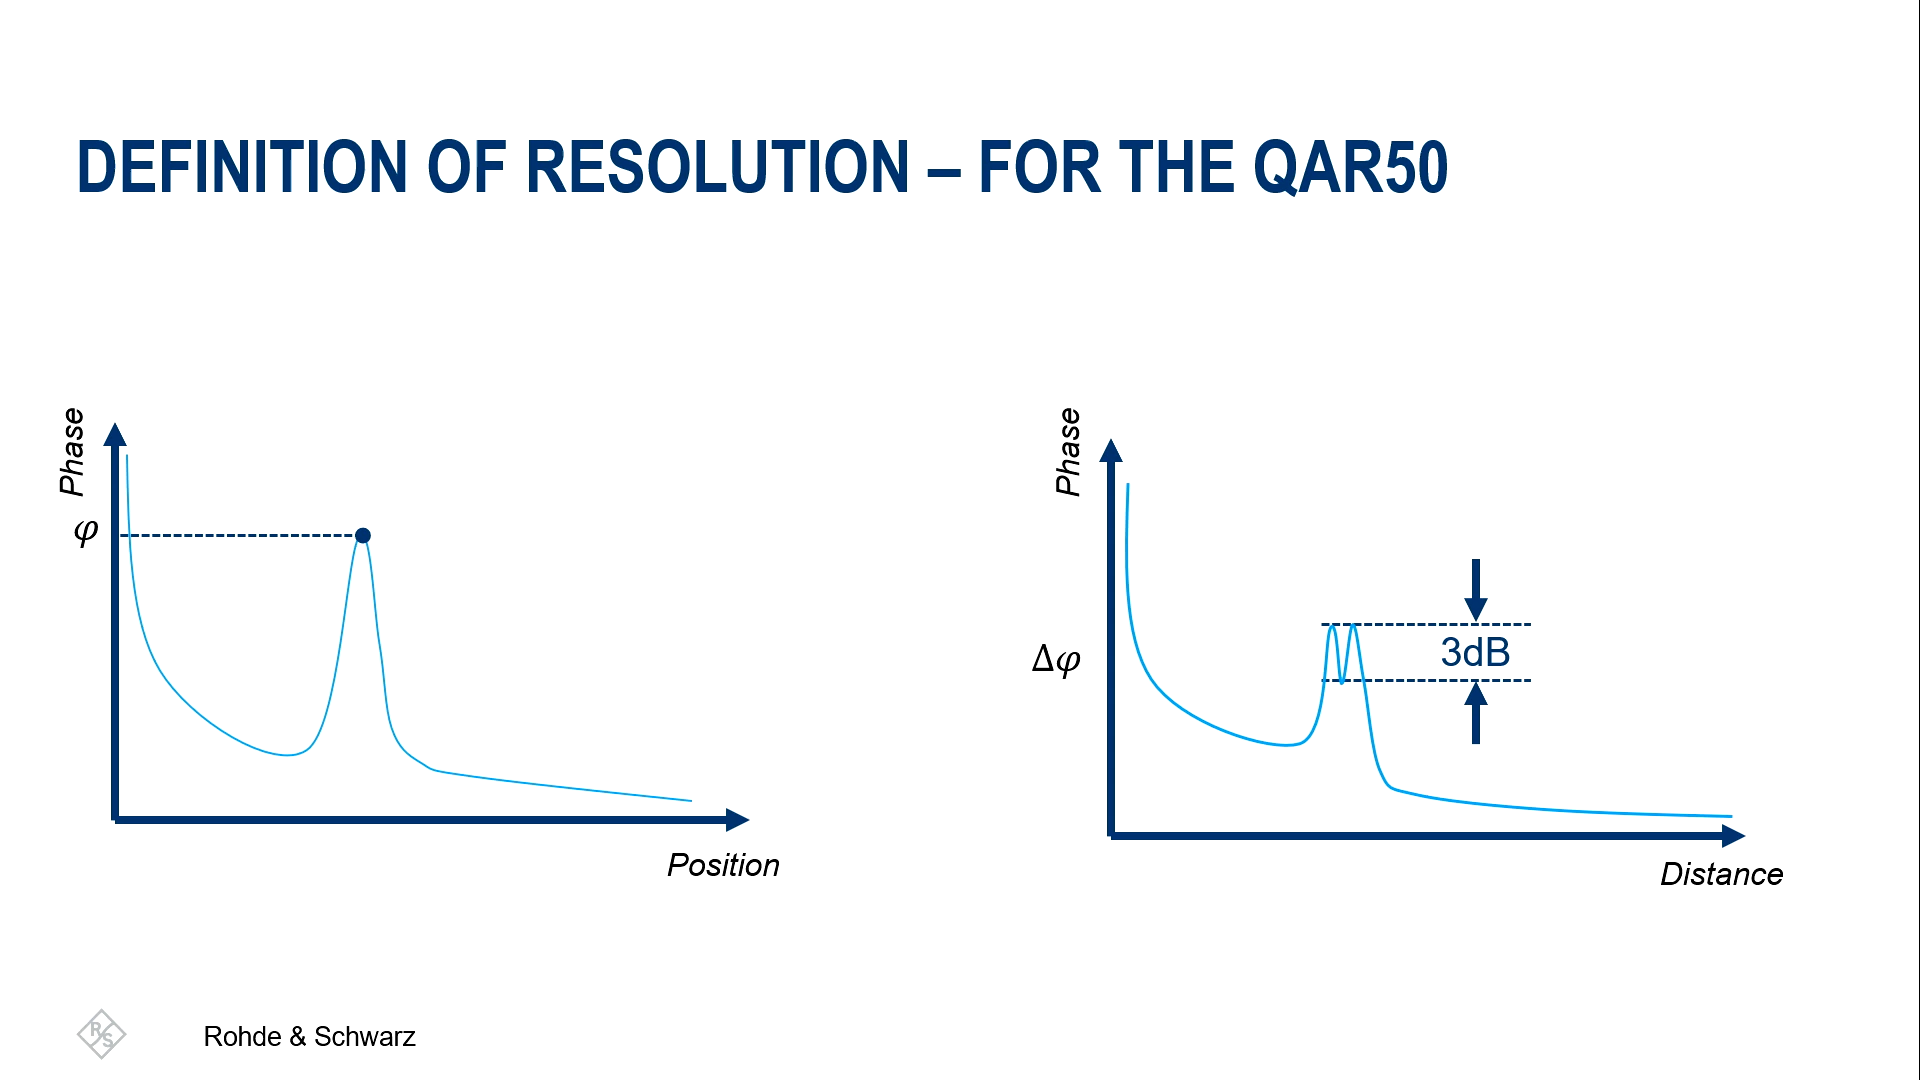 DEFINITION OF RESOLUTION – FOR THE QAR50
Phase
φ
Position
Phase
Δφ
3dB
Distance
R
S
Rohde & Schwarz